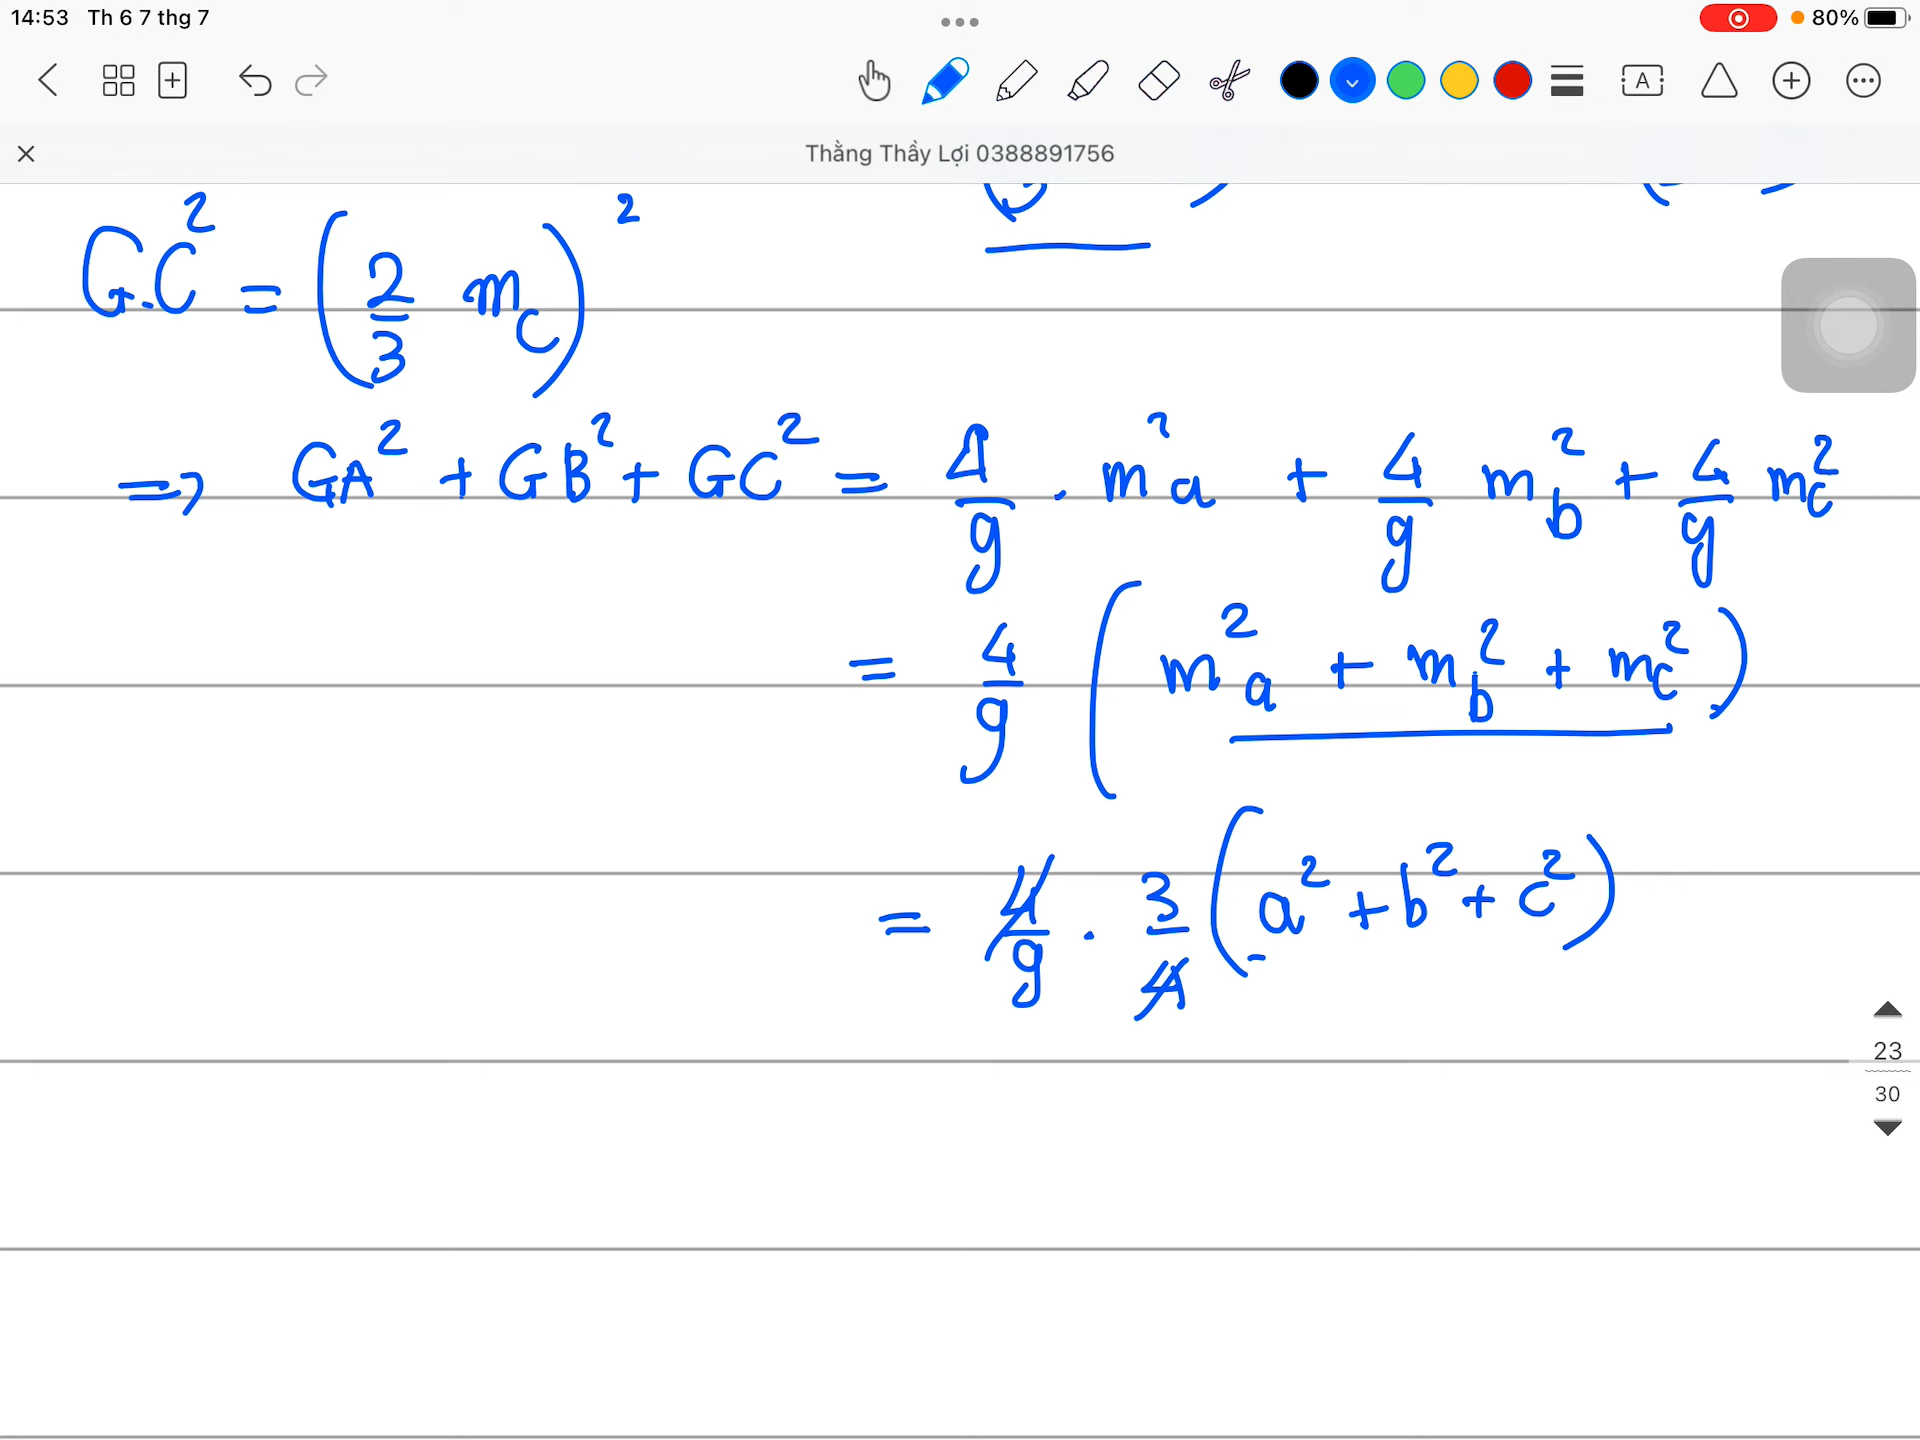 14:53 Th 6 7 thg 7 80%
A
Thằng Thầy Lợi 0388891756
GC² = (2/3 m_c)²
⇒ GA² + GB² + GC² = 4/9 . m_a² + 4/9 m_b² + 4/9 m_c²
= 4/9 (m_a² + m_b² + m_c²)
= 4/9 . 3/4 (a² + b² + c²)
23
30